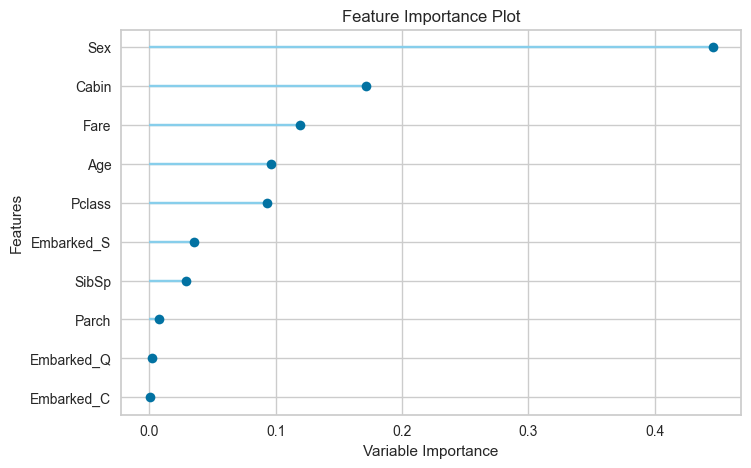 Feature Importance Plot
Sex
Cabin
Fare
Age
Pclass
Embarked_S
SibSp
Parch
Embarked_Q
Embarked_C
Features
0.0 0.1 0.2 0.3 0.4
Variable Importance